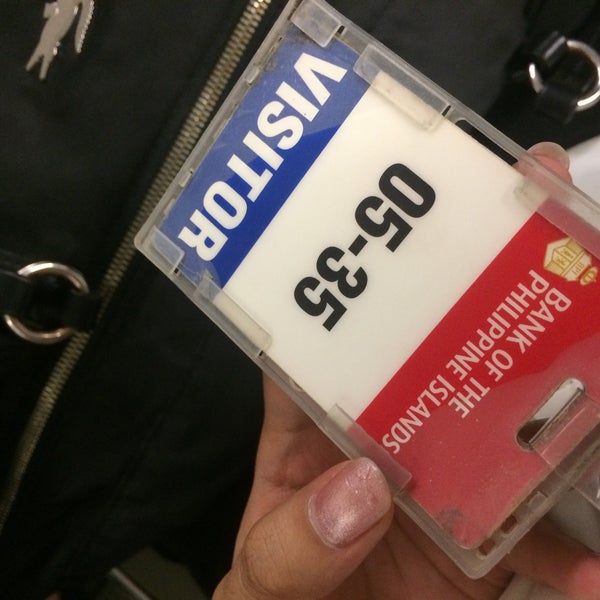 BANK OF THE
PHILIPPINE ISLANDS
05-35
VISITOR